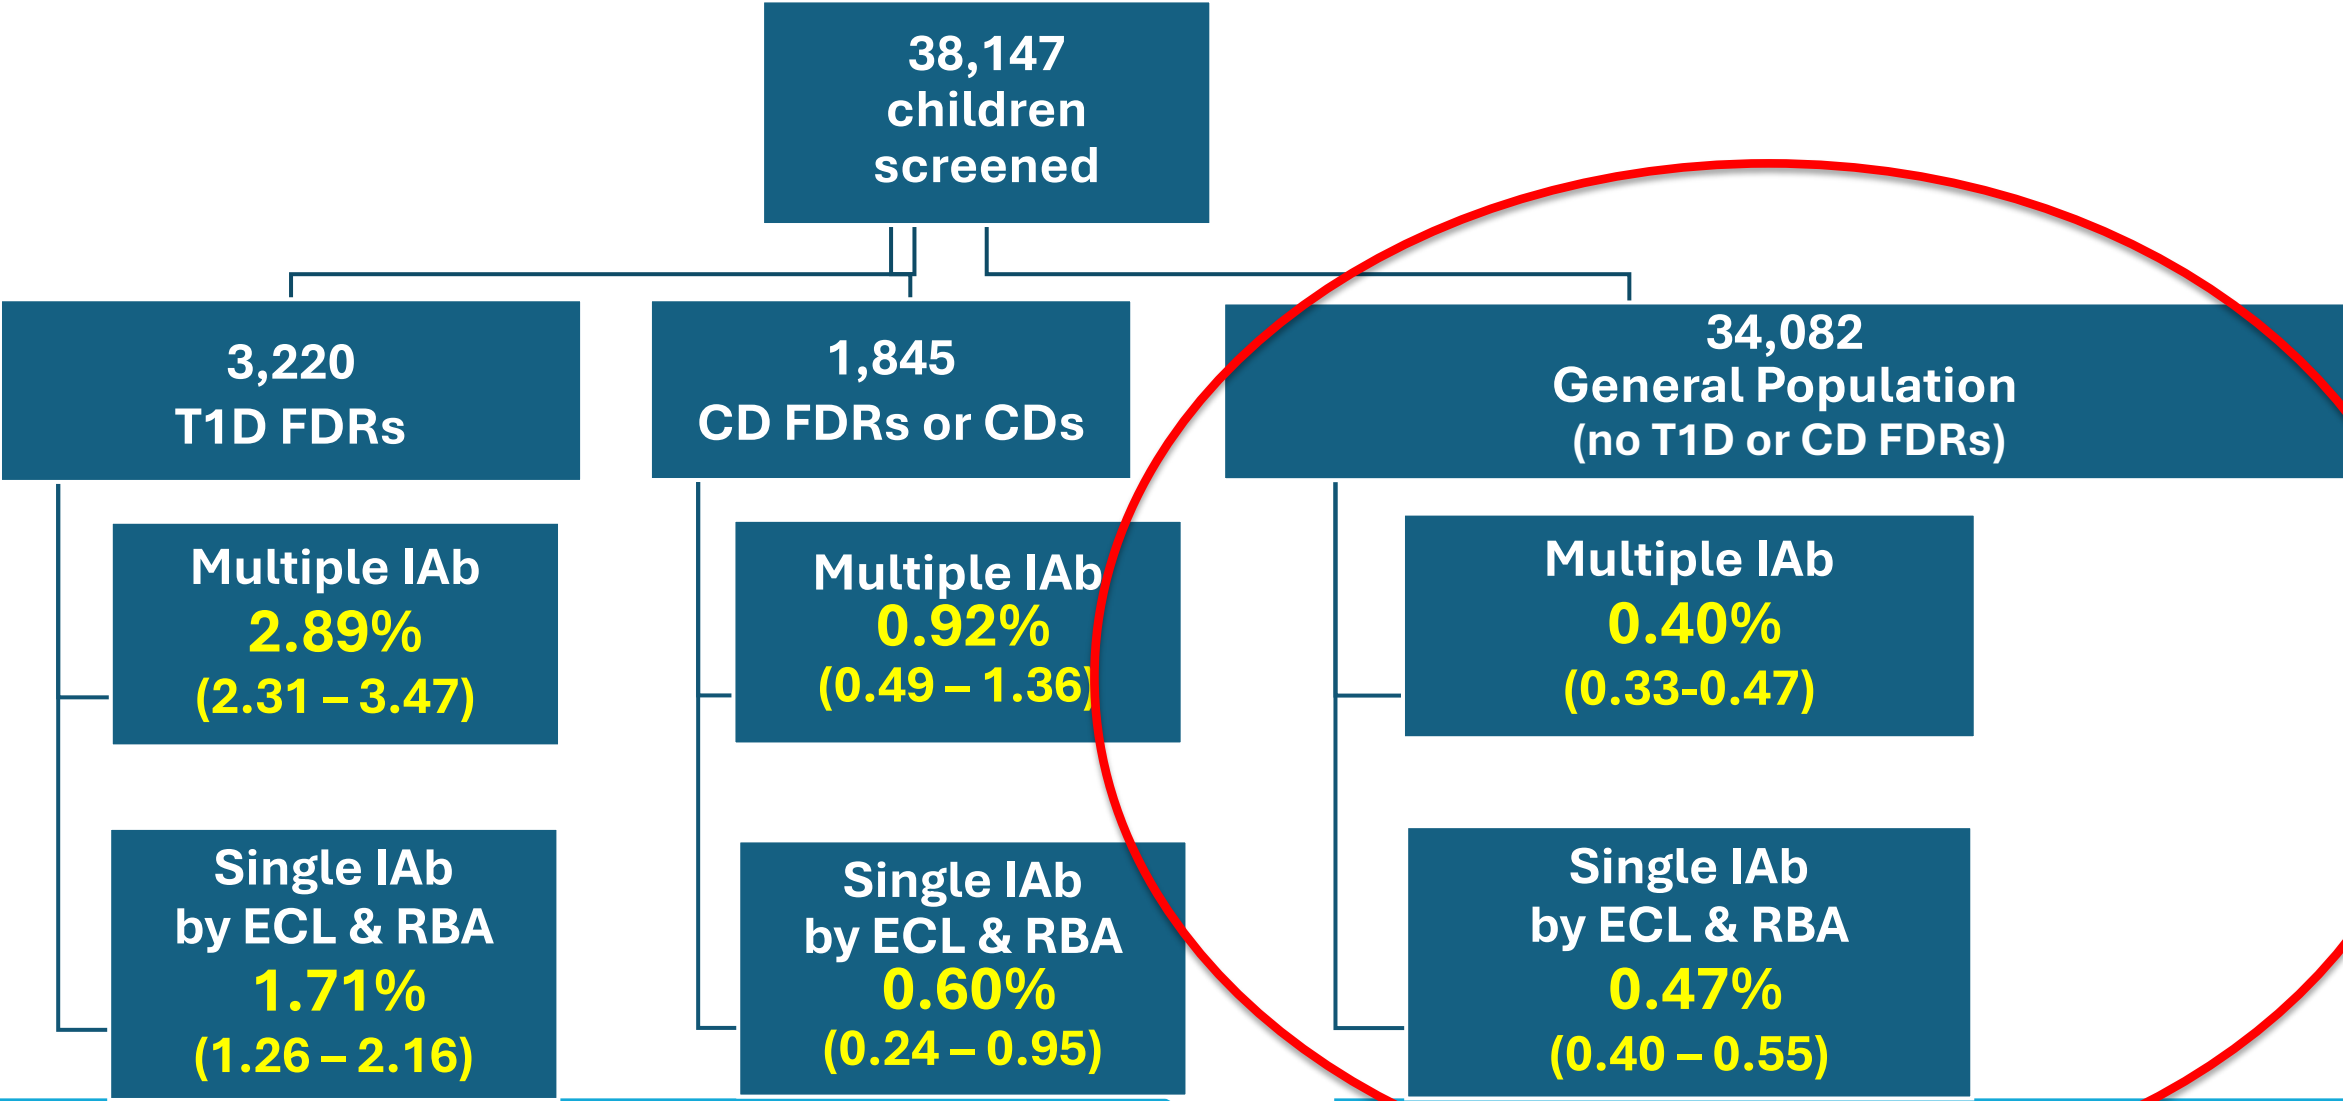 38,147
children
screened
3,220
T1D FDRs
1,845
CD FDRs or CDs
34,082
General Population
(no T1D or CD FDRs)
Multiple IAb
2.89%
(2.31 – 3.47)
Multiple IAb
0.92%
(0.49 – 1.36)
Multiple IAb
0.40%
(0.33-0.47)
Single IAb
by ECL & RBA
1.71%
(1.26 – 2.16)
Single IAb
by ECL & RBA
0.60%
(0.24 – 0.95)
Single IAb
by ECL & RBA
0.47%
(0.40 – 0.55)